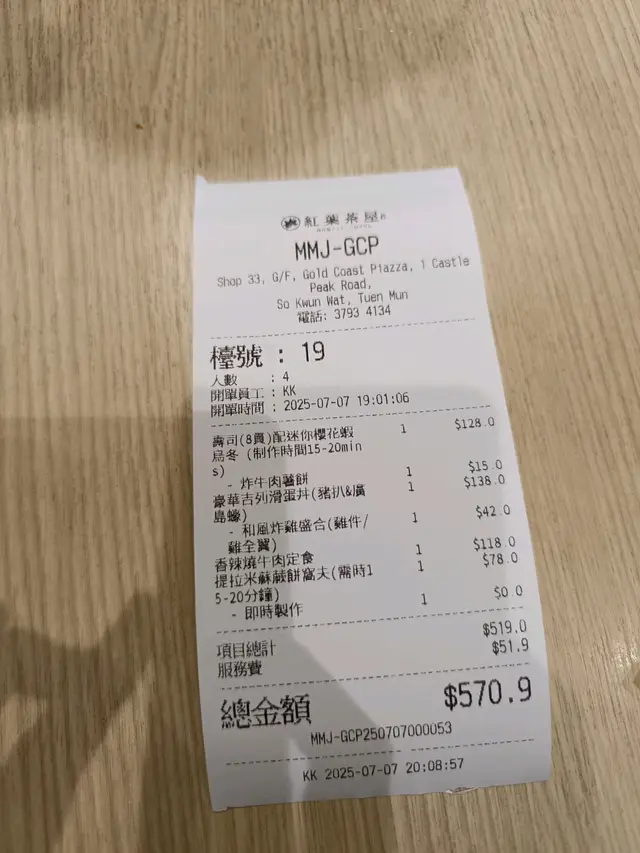 紅葉茶屋
MMJ-GCP
Shop 33, G/F, Gold Coast Piazza, 1 Castle
Peak Road,
So Kwun Wat, Tuen Mun
電話: 3793 4134
檯號 : 19
人數 : 4
開單員工 : KK
開單時間 : 2025-07-07 19:01:06
壽司(8貫)配迷你櫻花蝦 1 $128.0
烏冬 (制作時間15-20min
s)
- 炸牛肉薯餅 1 $15.0
豪華吉列滑蛋丼(豬扒&廣 1 $138.0
島蠔)
- 和風炸雞盛合(雞件/ 1 $42.0
雞全翼)
香辣燒牛肉定食 1 $118.0
提拉米蘇蕨餅窩夫(需時1 1 $78.0
5-20分鐘)
- 即時製作 1 $0.0
項目總計 $519.0
服務費 $51.9
總金額 $570.9
MMJ-GCP250707000053
KK 2025-07-07 20:08:57